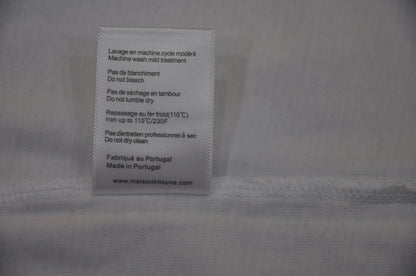 Lavage en machine,cycle modéré
Machine wash mild treatment
Pas de blanchiment
Do not bleach
Pas de séchage en tambour
Do not tumble dry
Repassage au fer froid(110℃)
Iron up to 110℃/230F
Pas d'entretien professionnel à sec
Do not dry clean
Fabriqué au Portugal
Made in Portugal
www.maisonkitsune.com